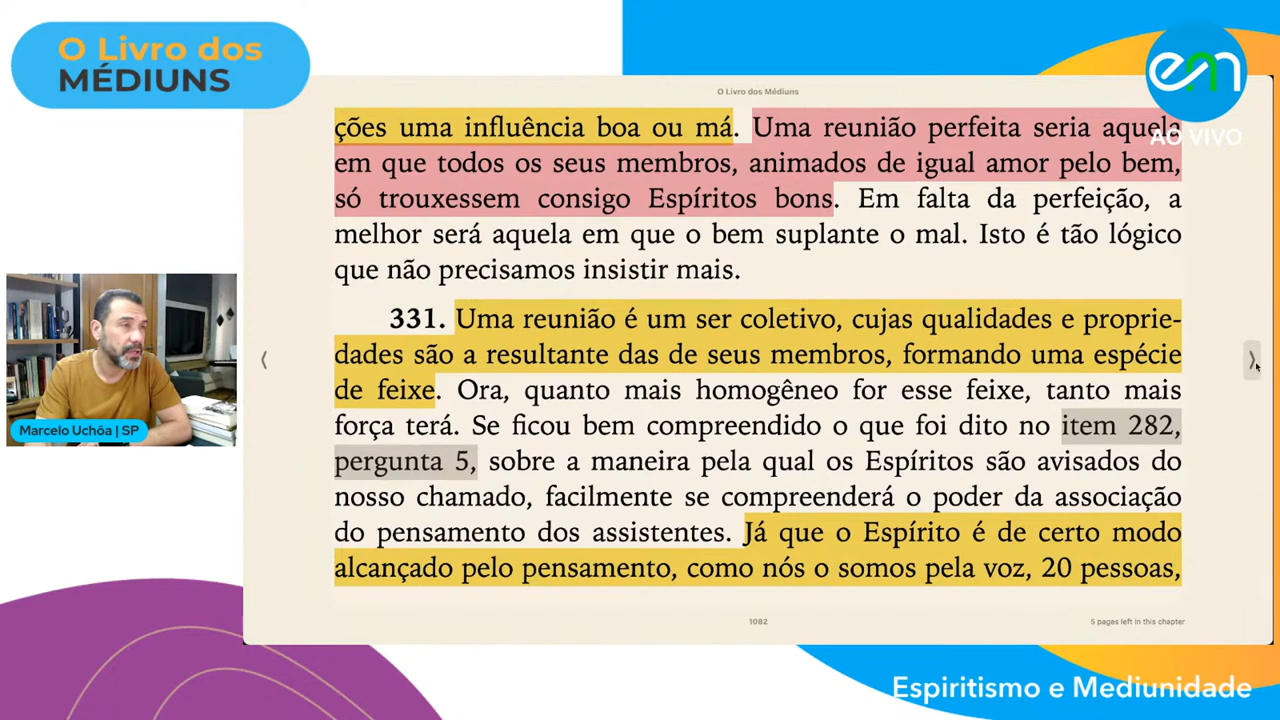 O Livro dos
MÉDIUNS
em
AO VIVO
O Livro dos Médiuns
ções uma influência boa ou má. Uma reunião perfeita seria aquela
em que todos os seus membros, animados de igual amor pelo bem,
só trouxessem consigo Espíritos bons. Em falta da perfeição, a
melhor será aquela em que o bem suplante o mal. Isto é tão lógico
que não precisamos insistir mais.
331. Uma reunião é um ser coletivo, cujas qualidades e proprie-
dades são a resultante das de seus membros, formando uma espécie
de feixe. Ora, quanto mais homogêneo for esse feixe, tanto mais
força terá. Se ficou bem compreendido o que foi dito no item 282,
pergunta 5, sobre a maneira pela qual os Espíritos são avisados do
nosso chamado, facilmente se compreenderá o poder da associação
do pensamento dos assistentes. Já que o Espírito é de certo modo
alcançado pelo pensamento, como nós o somos pela voz, 20 pessoas,
1082
5 pages left in this chapter
Marcelo Uchôa | SP
Espiritismo e Mediunidade